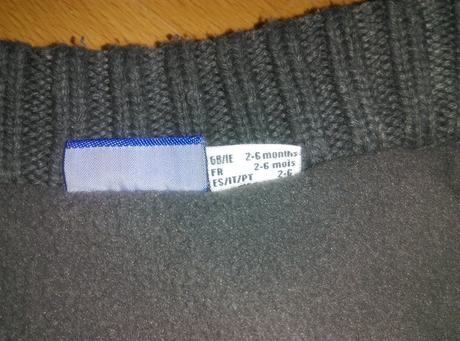 GB/IE 2-6 months
FR 2-6 mois
ES/IT/PT 2-6